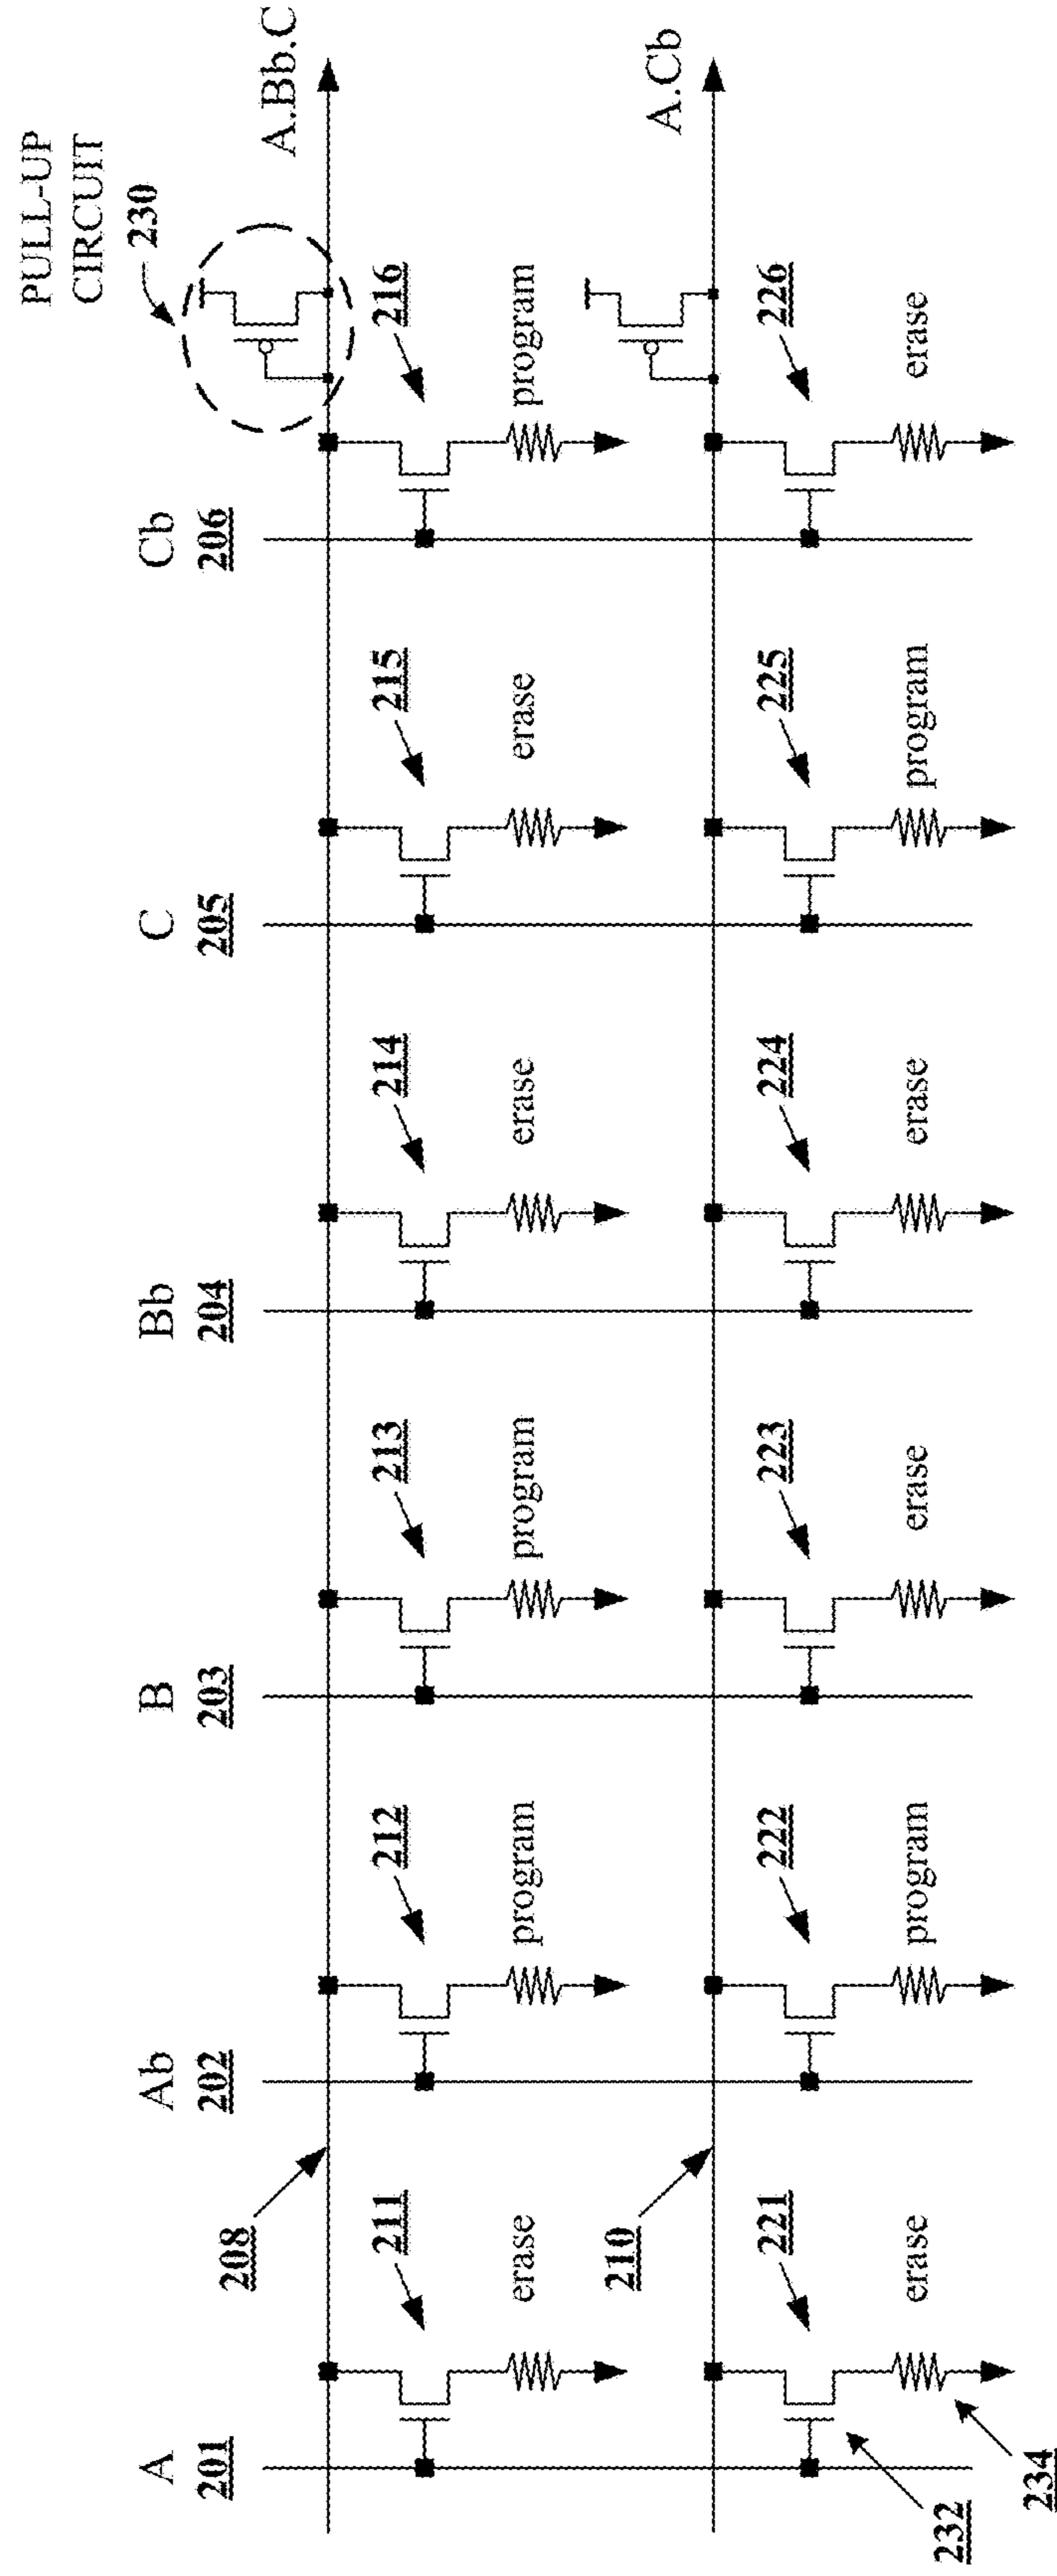 PULL-UP
CIRCUIT
230
A
Ab
B
Bb
C
Cb
201
202
203
204
205
206
A.Bb.C
208
211
212
213
214
215
216
erase
program
program
erase
erase
program
A.Cb
210
221
222
223
224
225
226
erase
program
erase
erase
program
erase
232
234